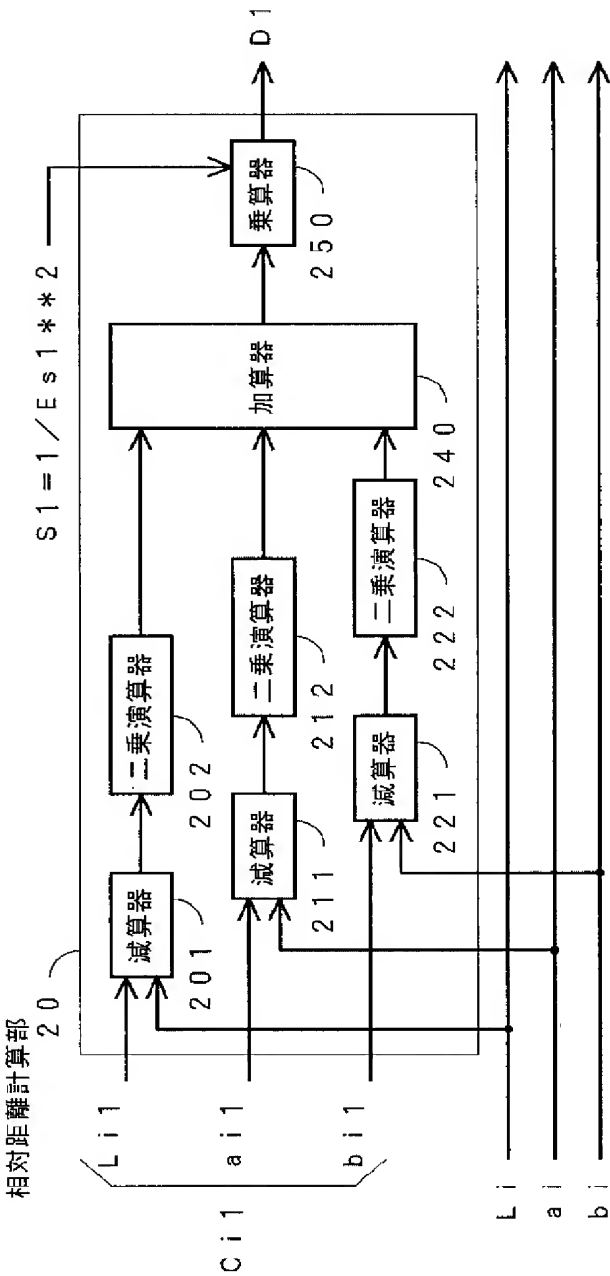 相対距離計算部
20
Ci1
Li1
ai1
bi1
減算器
201
二乗演算器
202
減算器
211
二乗演算器
212
減算器
221
二乗演算器
222
加算器
240
乗算器
250
S1=1/Es1**2
D1
Li
ai
bi